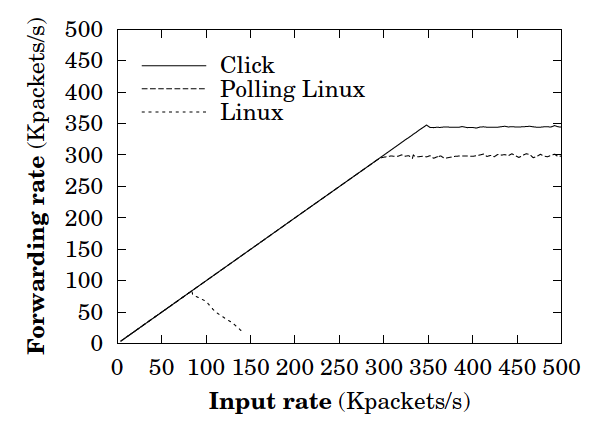 500
450
400
350
300
250
200
150
100
50
0
Forwarding rate (Kpackets/s)
Click
Polling Linux
Linux
0 50 100 150 200 250 300 350 400 450 500
Input rate (Kpackets/s)